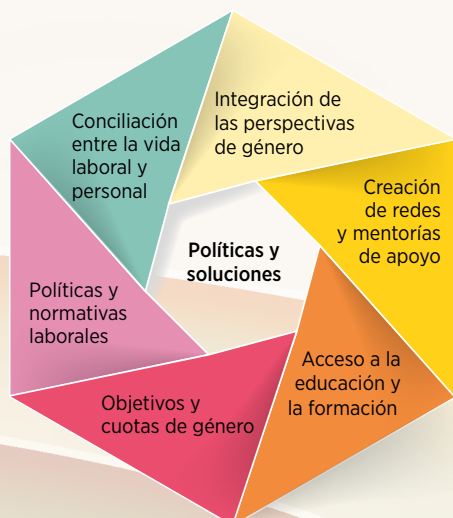 Integración de
las perspectivas
de género
Creación
de redes
y mentorías
de apoyo
Acceso a la
educación y
la formación
Objetivos y
cuotas de género
Políticas y
normativas
laborales
Conciliación
entre la vida
laboral y
personal
Políticas y
soluciones